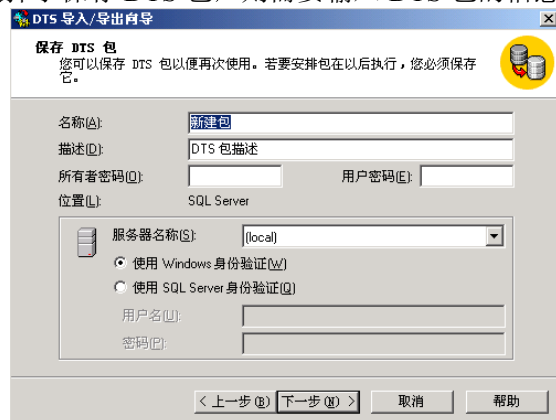 DTS 导入/导出向导
保存 DTS 包
您可以保存 DTS 包以便再次使用。若要安排包在以后执行，您必须保存
它。
名称(A):
新建包
描述(D):
DTS 包描述
所有者密码(O):
用户密码(E):
位置(L):
SQL Server
服务器名称(S):
(local)
使用 Windows 身份验证(W)
使用 SQL Server 身份验证(Q)
用户名(U):
密码(P):
< 上一步(B)
下一步(N) >
取消
帮助